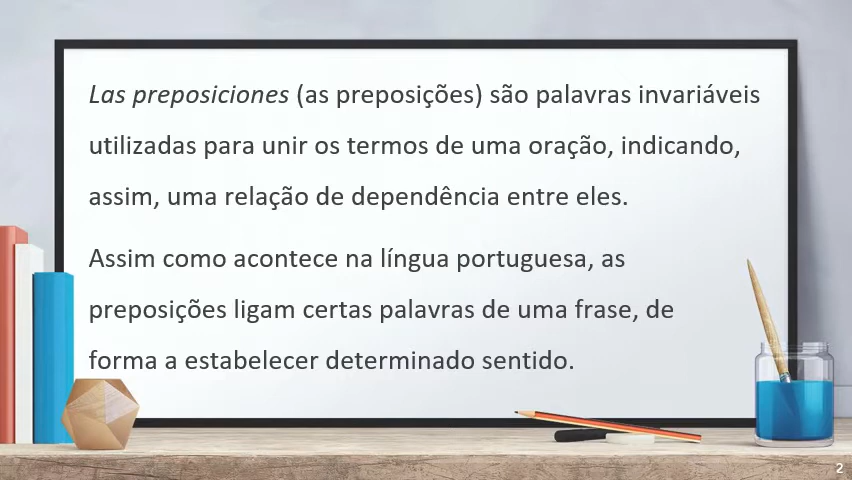 Las preposiciones (as preposições) são palavras invariáveis
utilizadas para unir os termos de uma oração, indicando,
assim, uma relação de dependência entre eles.
Assim como acontece na língua portuguesa, as
preposições ligam certas palavras de uma frase, de
forma a estabelecer determinado sentido.
2